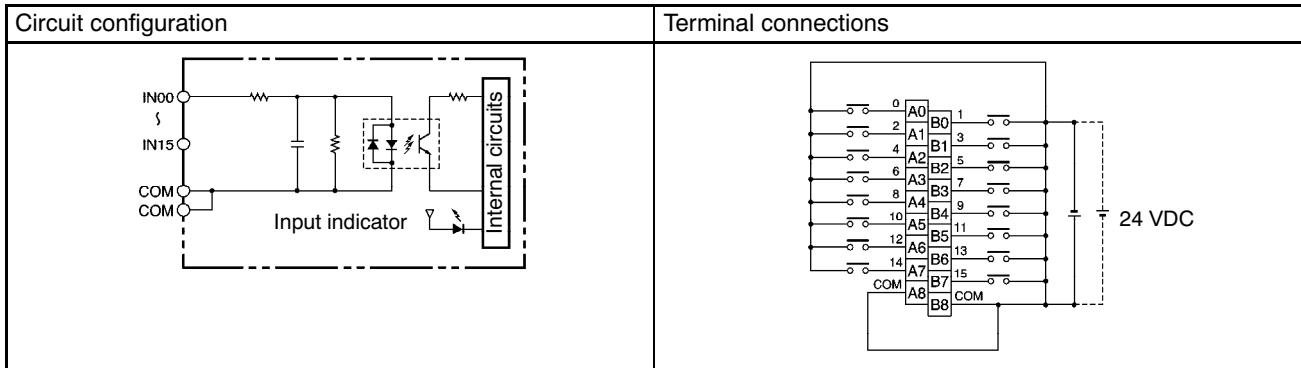 Circuit configuration
Terminal connections
IN00
~
IN15
COM
COM
Input indicator
Internal circuits
0 A0
B0 1
2 A1
B1 3
4 A2
B2 5
6 A3
B3 7
8 A4
B4 9
10 A5
B5 11
12 A6
B6 13
14 A7
B7 15
COM A8
B8 COM
24 VDC